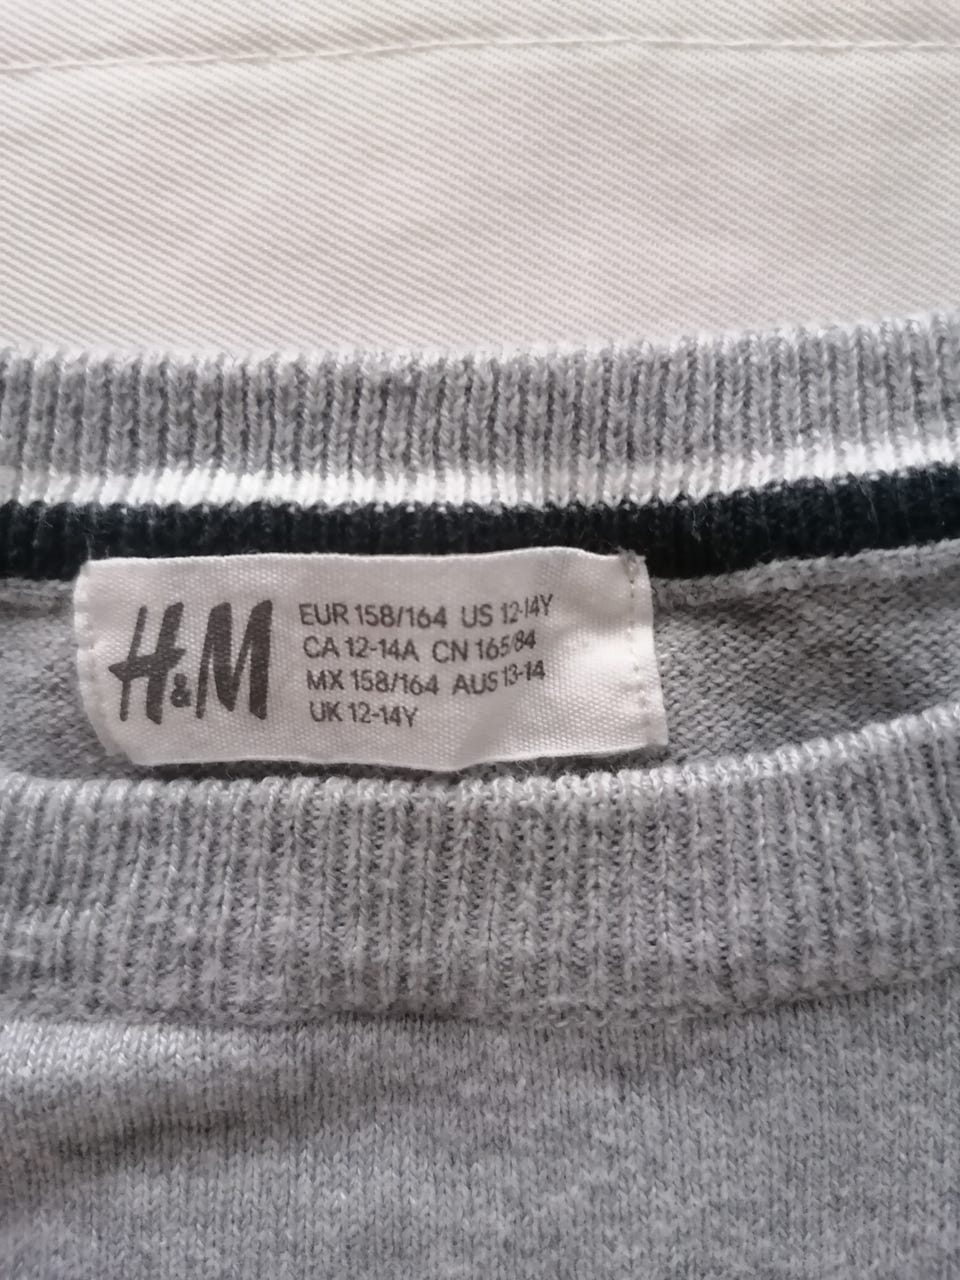 H&M
EUR 158/164 US 12-14Y
CA 12-14A CN 165/84
MX 158/164 AUS 13-14
UK 12-14Y